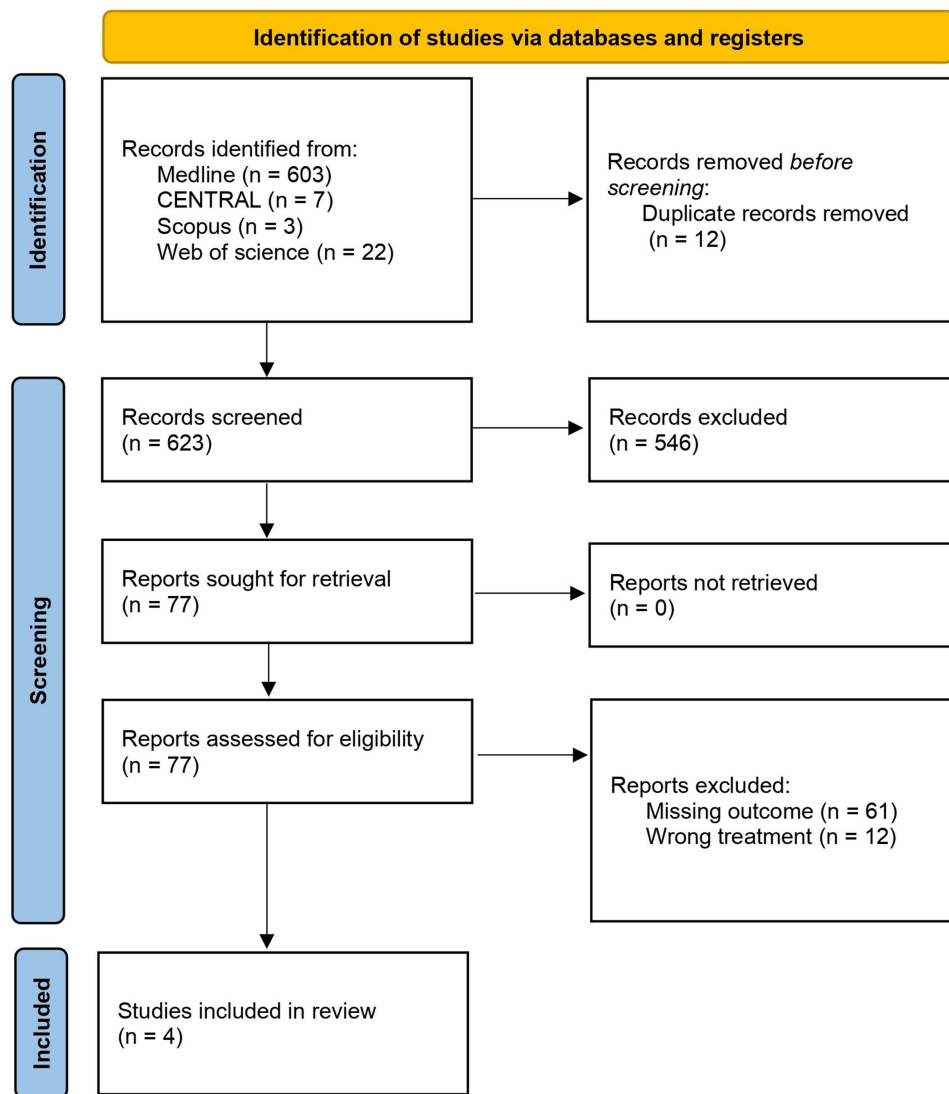 Identification of studies via databases and registers
Identification
Records identified from:
Medline (n = 603)
CENTRAL (n = 7)
Scopus (n = 3)
Web of science (n = 22)
Records removed before
screening:
Duplicate records removed
(n = 12)
Screening
Records screened
(n = 623)
Records excluded
(n = 546)
Reports sought for retrieval
(n = 77)
Reports not retrieved
(n = 0)
Reports assessed for eligibility
(n = 77)
Reports excluded:
Missing outcome (n = 61)
Wrong treatment (n = 12)
Included
Studies included in review
(n = 4)